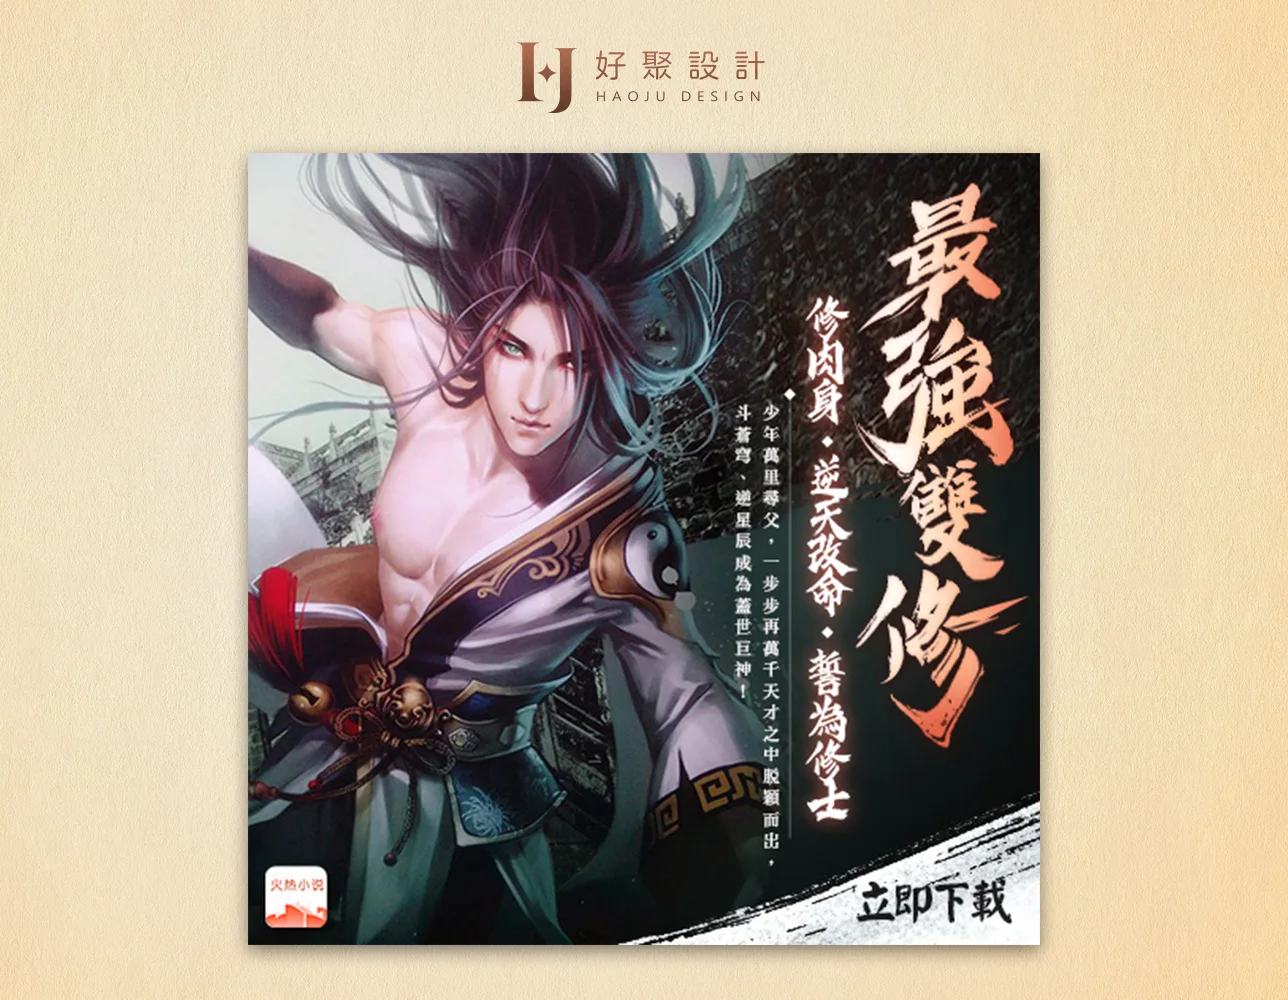 好聚設計
HAOJU DESIGN
最強雙修
修肉身·逆天改命·誓為修士
少年萬里尋父，一步步再萬千天才之中脫穎而出，
斗蒼穹、逆星辰成為蓋世巨神！
火热小说
立即下載